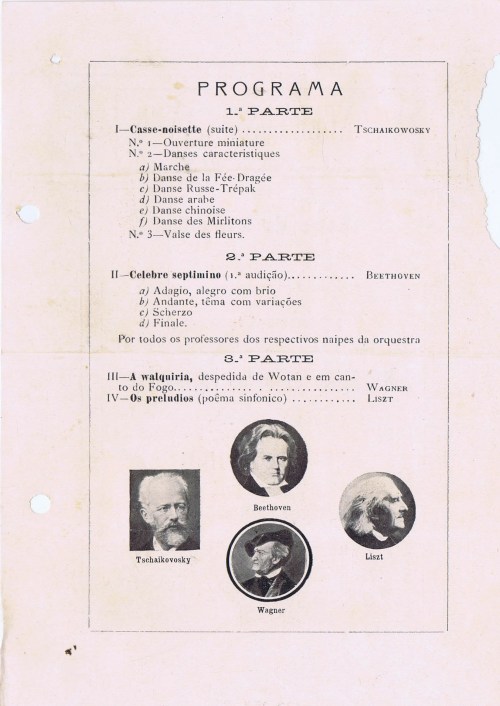 PROGRAMA
1.ª PARTE
I—Casse-noisette (suite) ................... TSCHAIKOWOSKY
N.º 1—Ouverture miniature
N.º 2—Danses caracteristiques
a) Marche
b) Danse de la Fée-Dragée
c) Danse Russe-Trépak
d) Danse arabe
e) Danse chinoise
f) Danse des Mirlitons
N.º 3—Valse des fleurs.
2.ª PARTE
II—Celebre septimino (1.ª audição)............. BEETHOVEN
a) Adagio, alegro com brio
b) Andante, têma com variações
c) Scherzo
d) Finale.
Por todos os professores dos respectivos naipes da orquestra
3.ª PARTE
III—A walquiria, despedida de Wotan e em can-
to do Fogo.................................. WAGNER
IV—Os preludios (poêma sinfonico) ............ LISZT
Beethoven
Tschaikovosky
Liszt
Wagner